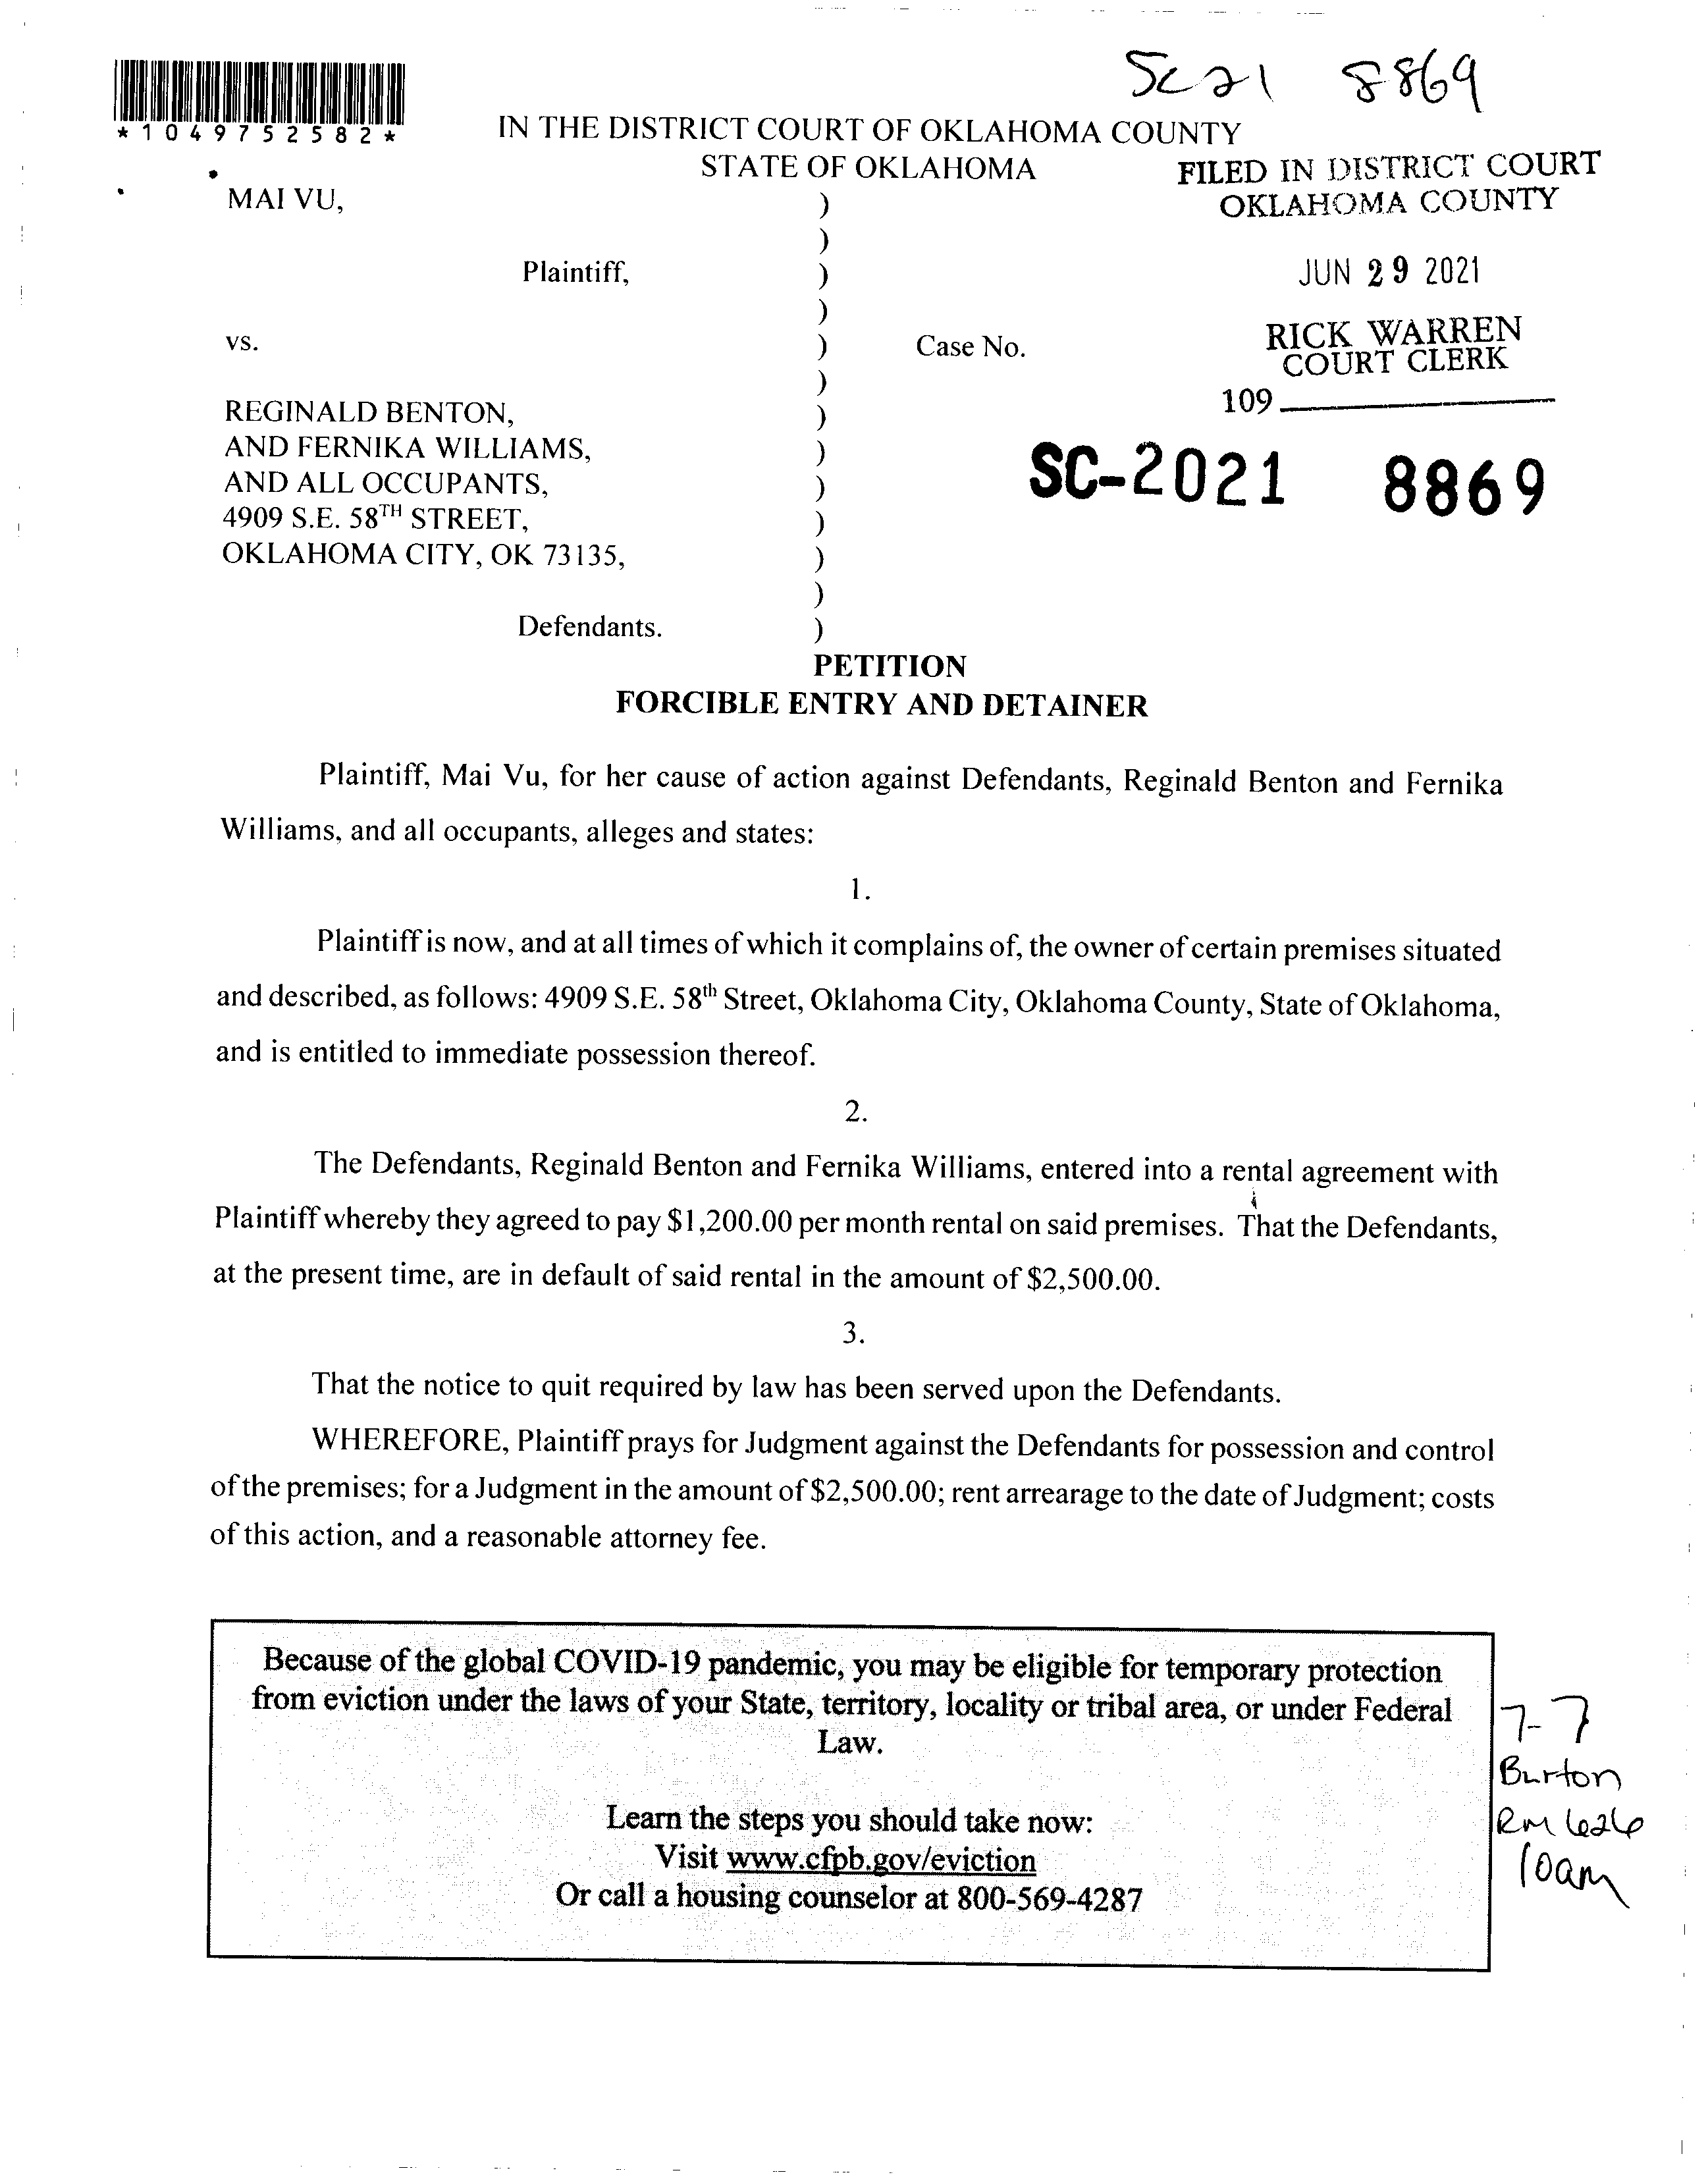 SC 21 8869
*1049752582*
IN THE DISTRICT COURT OF OKLAHOMA COUNTY
STATE OF OKLAHOMA
FILED IN DISTRICT COURT
OKLAHOMA COUNTY
MAI VU,
)
)
Plaintiff,
)
JUN 29 2021
)
vs.
)
Case No.
RICK WARREN
COURT CLERK
)
109
REGINALD BENTON,
)
AND FERNIKA WILLIAMS,
)
SC-2021 8869
AND ALL OCCUPANTS,
)
4909 S.E. 58TH STREET,
)
OKLAHOMA CITY, OK 73135,
)
)
Defendants.
)
PETITION
FORCIBLE ENTRY AND DETAINER
Plaintiff, Mai Vu, for her cause of action against Defendants, Reginald Benton and Fernika
Williams, and all occupants, alleges and states:
1.
Plaintiff is now, and at all times of which it complains of, the owner of certain premises situated
and described, as follows: 4909 S.E. 58th Street, Oklahoma City, Oklahoma County, State of Oklahoma,
and is entitled to immediate possession thereof.
2.
The Defendants, Reginald Benton and Fernika Williams, entered into a rental agreement with
Plaintiff whereby they agreed to pay $1,200.00 per month rental on said premises. That the Defendants,
at the present time, are in default of said rental in the amount of $2,500.00.
3.
That the notice to quit required by law has been served upon the Defendants.
WHEREFORE, Plaintiff prays for Judgment against the Defendants for possession and control
of the premises; for a Judgment in the amount of $2,500.00; rent arrearage to the date of Judgment; costs
of this action, and a reasonable attorney fee.
Because of the global COVID-19 pandemic, you may be eligible for temporary protection
from eviction under the laws of your State, territory, locality or tribal area, or under Federal
Law.
Learn the steps you should take now:
Visit www.cfpb.gov/eviction
Or call a housing counselor at 800-569-4287
7-7
Burton
Rm 626
10am